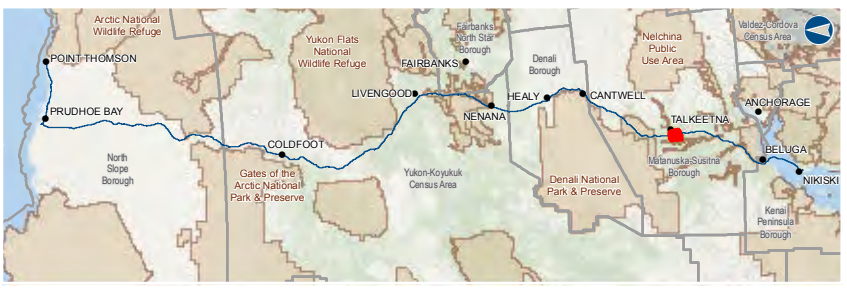 Arctic National
Wildlife Refuge
POINT THOMSON
PRUDHOE BAY
North
Slope
Borough
COLDFOOT
Gates of the
Arctic National
Park & Preserve
Yukon Flats
National
Wildlife Refuge
LIVENGOOD
FAIRBANKS
Fairbanks
North Star
Borough
NENANA
Yukon-Koyukuk
Census Area
Denali
Borough
HEALY
CANTWELL
Denali National
Park & Preserve
Nelchina
Public
Use Area
TALKEETNA
Matanuska-Susitna
Borough
Valdez-Cordova
Census Area
ANCHORAGE
BELUGA
NIKISKI
Kenai
Peninsula
Borough